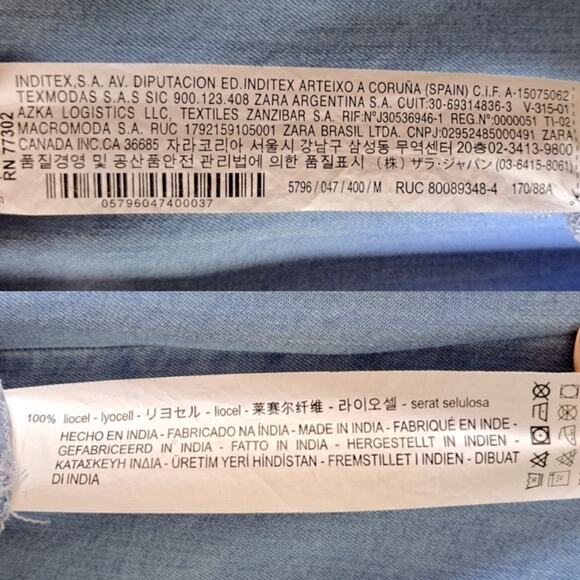 INDITEX,S.A. AV. DIPUTACION ED.INDITEX ARTEIXO A CORUÑA (SPAIN) C.I.F. A-15075062
TEXMODAS S.A.S SIC 900.123.408 ZARA ARGENTINA S.A. CUIT:30-69314836-3 V-315-01
AZKA LOGISTICS LLC, TEXTILES ZANZIBAR S.A. RIF:NºJ30536946-1 REG.Nº0000051 TI-02
MACROMODA S.A. RUC 1792159105001 ZARA BRASIL LTDA. CNPJ:02952485000491 ZARA
CANADA INC.CA 36685 자라코리아 서울시 강남구 삼성동 무역센터 20층 02-3413-9800
품질경영 및 공산품안전 관리법에 의한 품질표시 (株) ザラ・ジャパン (03-6415-8061)
RN 77302
5796 / 047 / 400 / M RUC 80089348-4 170/88A
05796047400037
100% liocel - lyocell - リヨセル - liocel - 莱赛尔纤维 - 라이오셀 - serat selulosa
HECHO EN INDIA - FABRICADO NA ÍNDIA - MADE IN INDIA - FABRIQUÉ EN INDE -
GEFABRICEERD IN INDIA - FATTO IN INDIA - HERGESTELLT IN INDIEN -
ΚΑΤΑΣΚΕΥΗ ΙΝΔΙΑ - ÜRETİM YERİ HİNDİSTAN - FREMSTILLET I INDIEN - DIBUAT
DI INDIA